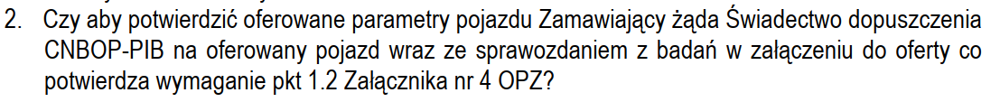 2. Czy aby potwierdzić oferowane parametry pojazdu Zamawiający żąda Świadectwo dopuszczenia
CNBOP-PIB na oferowany pojazd wraz ze sprawozdaniem z badań w załączeniu do oferty co
potwierdza wymaganie pkt 1.2 Załącznika nr 4 OPZ?